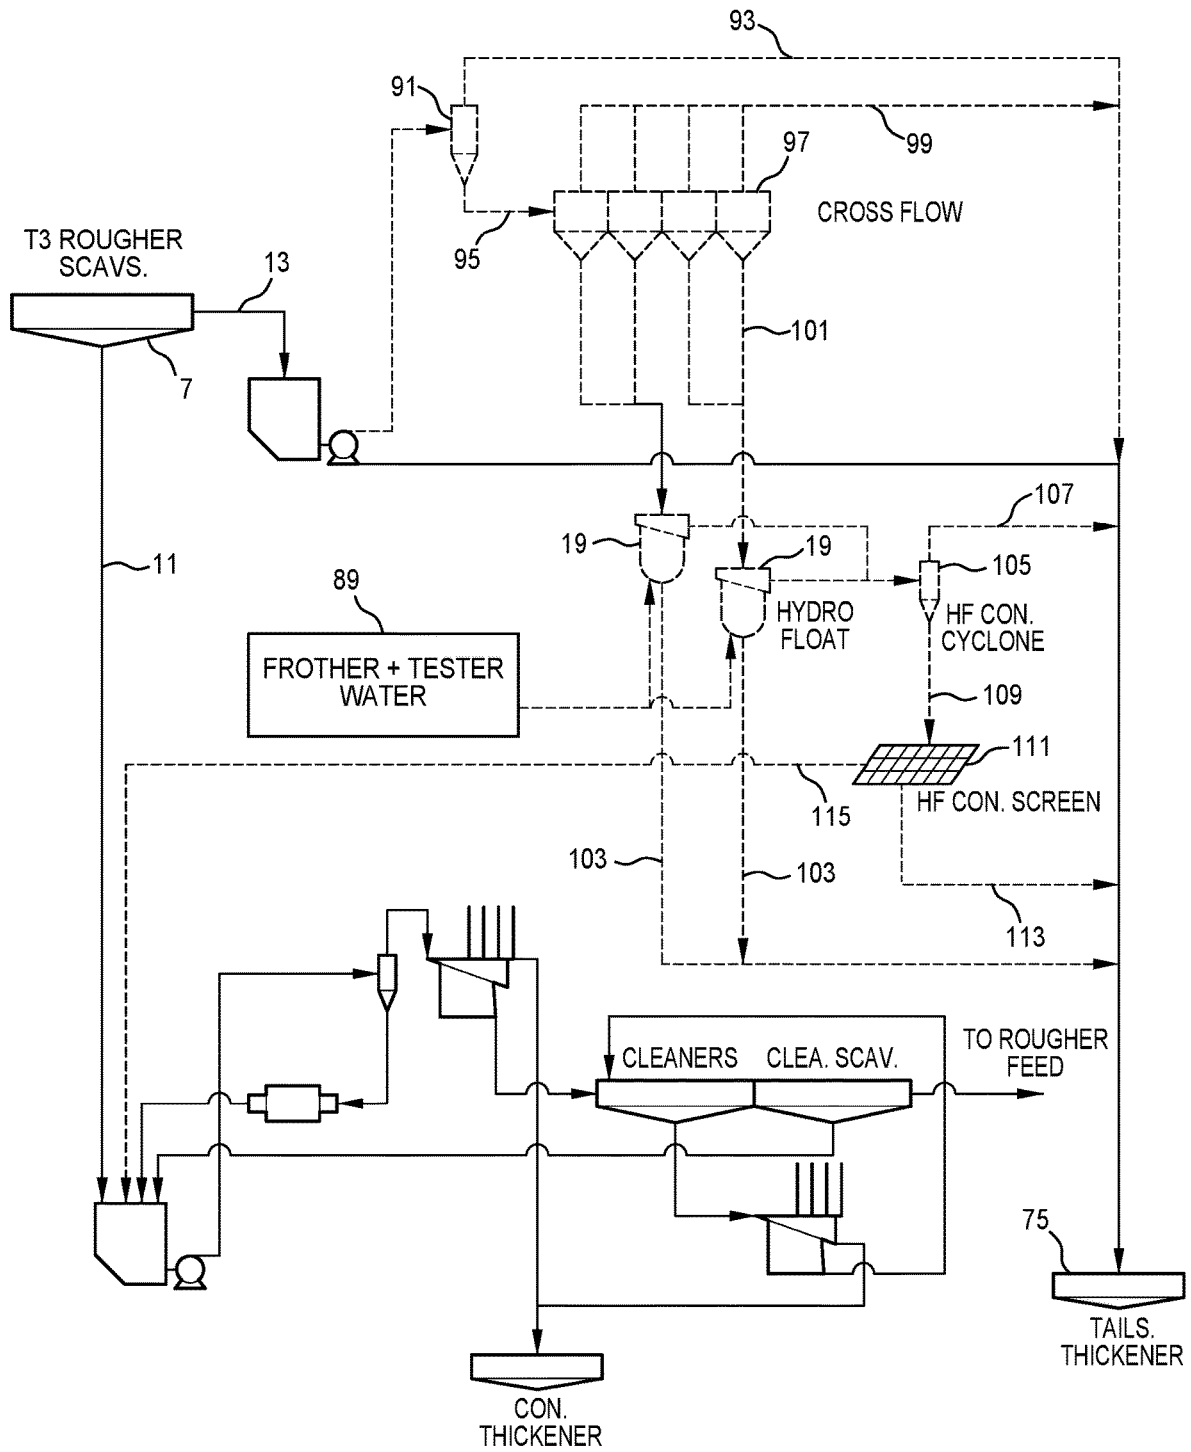 93
91
99
97
CROSS FLOW
95
T3 ROUGHER
SCAVS.
13
7
101
107
19
19
105
11
89
HYDRO
FLOAT
HF CON.
CYCLONE
FROTHER + TESTER
WATER
109
111
HF CON. SCREEN
115
103
103
113
TO ROUGHER
FEED
CLEANERS
CLEA. SCAV.
75
TAILS.
THICKENER
CON.
THICKENER